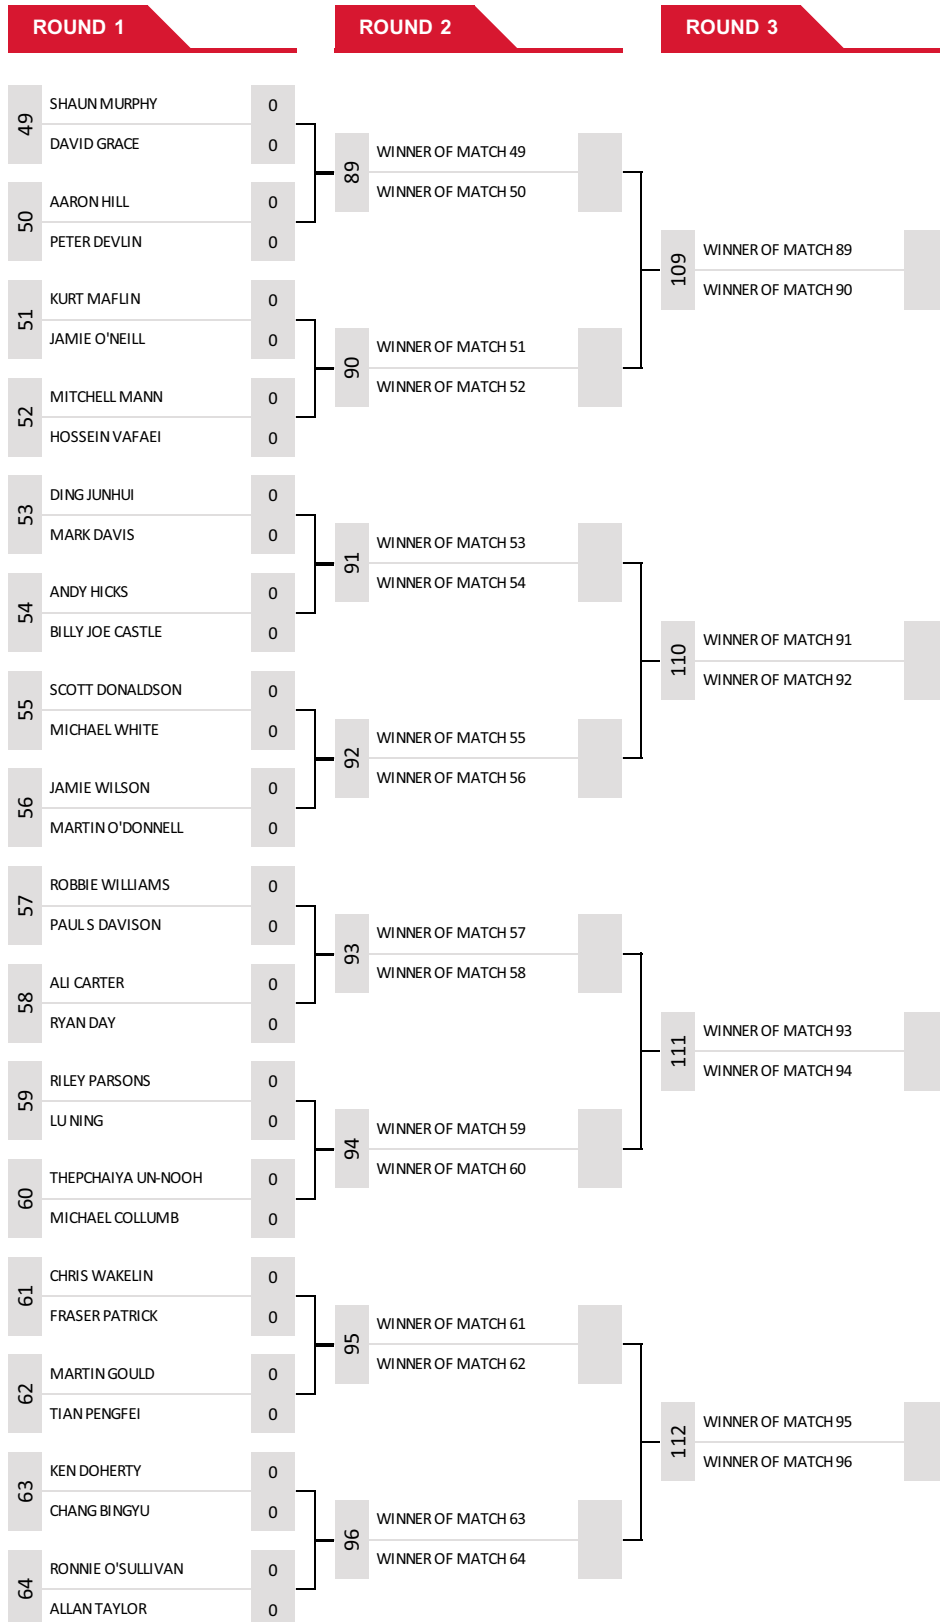 ROUND 1
ROUND 2
ROUND 3
49
SHAUN MURPHY 0
DAVID GRACE 0
50
AARON HILL 0
PETER DEVLIN 0
51
KURT MAFLIN 0
JAMIE O'NEILL 0
52
MITCHELL MANN 0
HOSSEIN VAFAEI 0
53
DING JUNHUI 0
MARK DAVIS 0
54
ANDY HICKS 0
BILLY JOE CASTLE 0
55
SCOTT DONALDSON 0
MICHAEL WHITE 0
56
JAMIE WILSON 0
MARTIN O'DONNELL 0
57
ROBBIE WILLIAMS 0
PAUL S DAVISON 0
58
ALI CARTER 0
RYAN DAY 0
59
RILEY PARSONS 0
LU NING 0
60
THEPCHAIYA UN-NOOH 0
MICHAEL COLLUMB 0
61
CHRIS WAKELIN 0
FRASER PATRICK 0
62
MARTIN GOULD 0
TIAN PENGFEI 0
63
KEN DOHERTY 0
CHANG BINGYU 0
64
RONNIE O'SULLIVAN 0
ALLAN TAYLOR 0
89
WINNER OF MATCH 49
WINNER OF MATCH 50
90
WINNER OF MATCH 51
WINNER OF MATCH 52
91
WINNER OF MATCH 53
WINNER OF MATCH 54
92
WINNER OF MATCH 55
WINNER OF MATCH 56
93
WINNER OF MATCH 57
WINNER OF MATCH 58
94
WINNER OF MATCH 59
WINNER OF MATCH 60
95
WINNER OF MATCH 61
WINNER OF MATCH 62
96
WINNER OF MATCH 63
WINNER OF MATCH 64
109
WINNER OF MATCH 89
WINNER OF MATCH 90
110
WINNER OF MATCH 91
WINNER OF MATCH 92
111
WINNER OF MATCH 93
WINNER OF MATCH 94
112
WINNER OF MATCH 95
WINNER OF MATCH 96